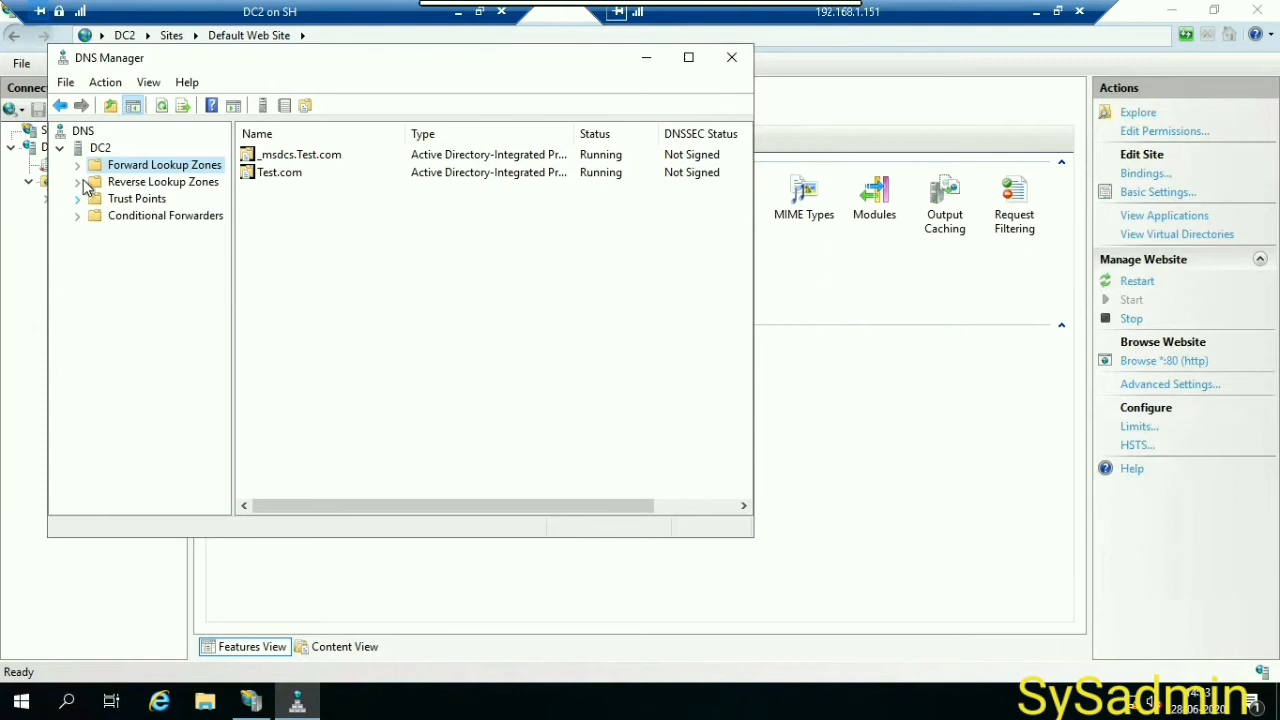 DC2 on SH
192.168.1.151
DC2
Sites
Default Web Site
File
DNS Manager
File Action View Help
Connec
DNS
DC2
Forward Lookup Zones
Reverse Lookup Zones
Trust Points
Conditional Forwarders
Name Type Status DNSSEC Status
_msdcs.Test.com Active Directory-Integrated Pr... Running Not Signed
Test.com Active Directory-Integrated Pr... Running Not Signed
MIME Types
Modules
Output
Caching
Request
Filtering
Actions
Explore
Edit Permissions...
Edit Site
Bindings...
Basic Settings...
View Applications
View Virtual Directories
Manage Website
Restart
Start
Stop
Browse Website
Browse *:80 (http)
Advanced Settings...
Configure
Limits...
HSTS...
Help
Features View
Content View
Ready
SySadmin
28-06-2020